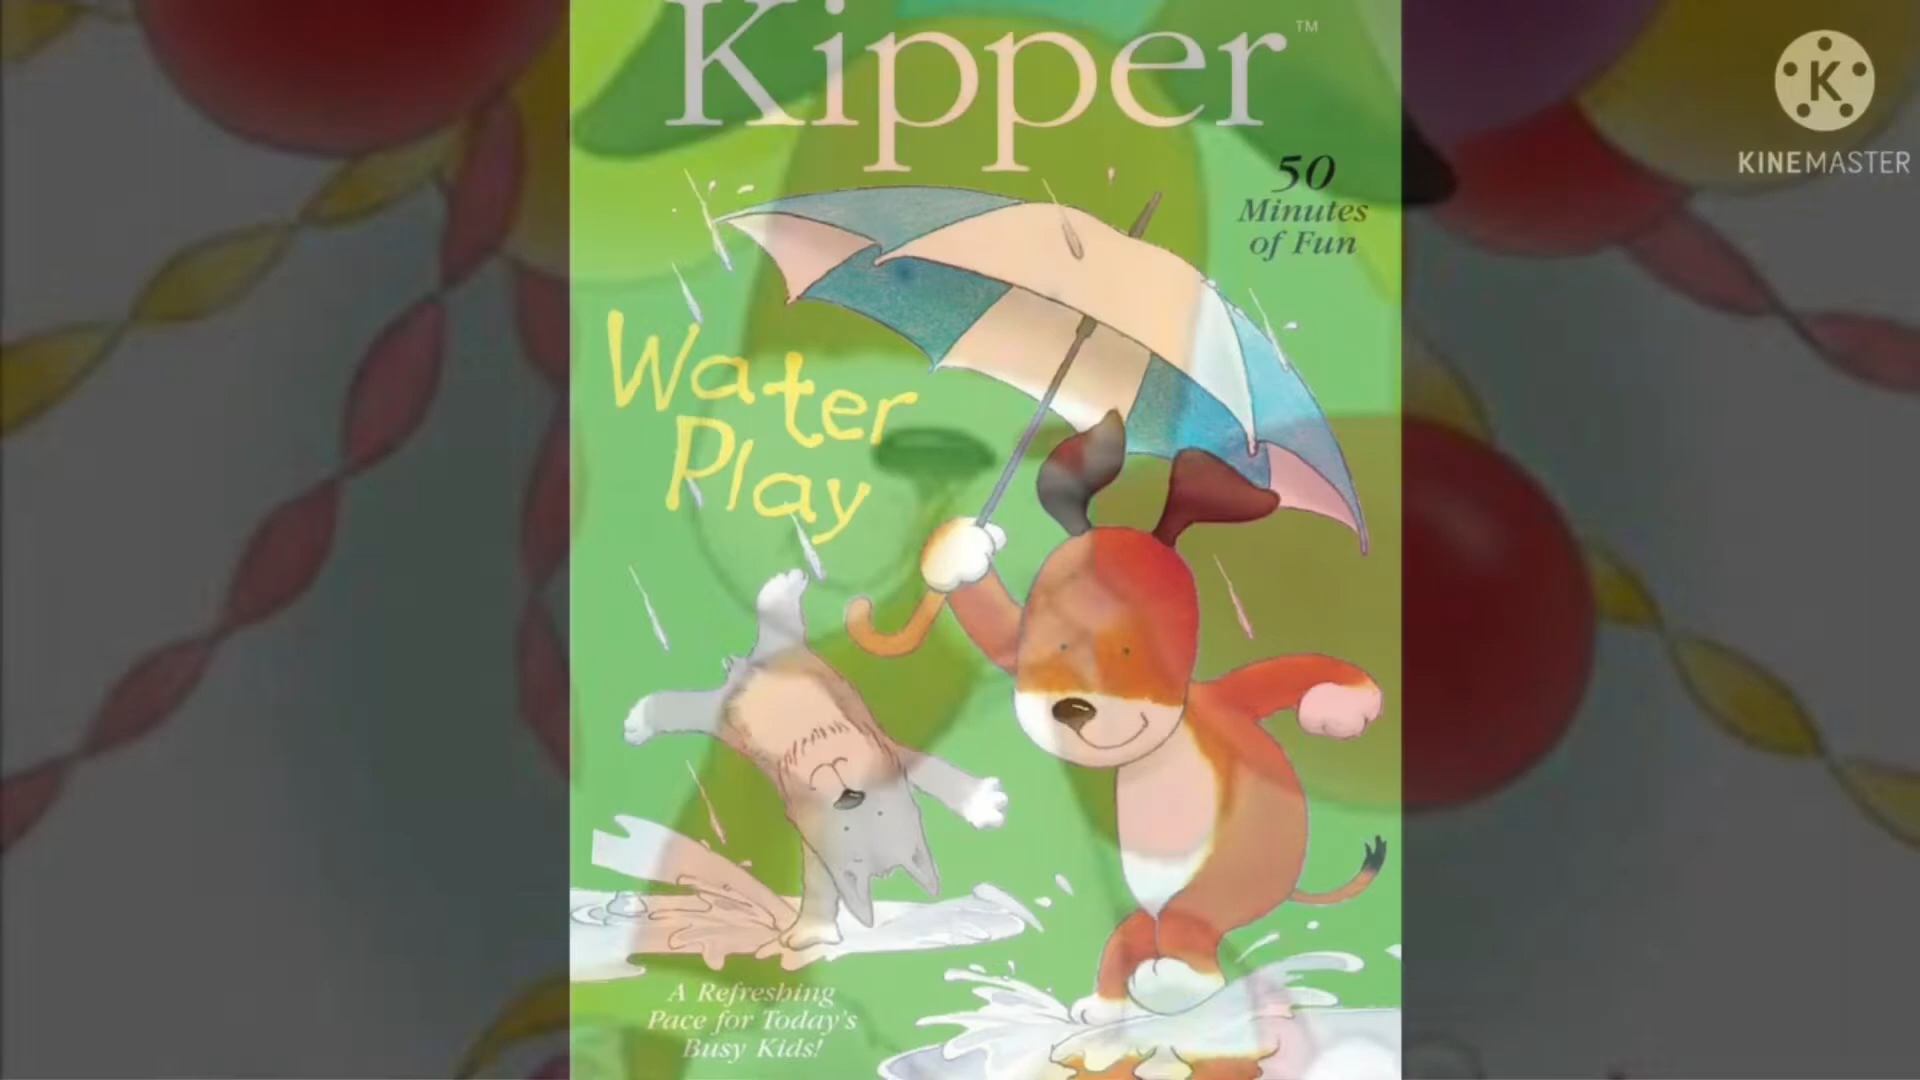 Kipper™
50
Minutes
of Fun
Water
Play
A Refreshing
Pace for Today's
Busy Kids!
K
KINEMASTER